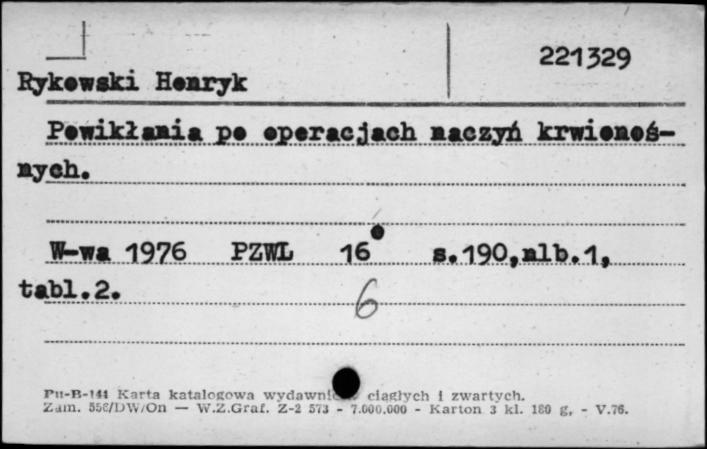 221329
Rykowski Henryk
Powikłania po operacjach naczyń krwionoś-
nych.
W-wa 1976 PZWL 16° s.190,nlb.1,
tabl.2.
6
Pu-B-144 Karta katalogowa wydawnictw ciągłych i zwartych.
Zam. 556/DW/On — W.Z.Graf. Z-2 573 - 7.000.000 - Karton 3 kl. 180 g. - V.76.